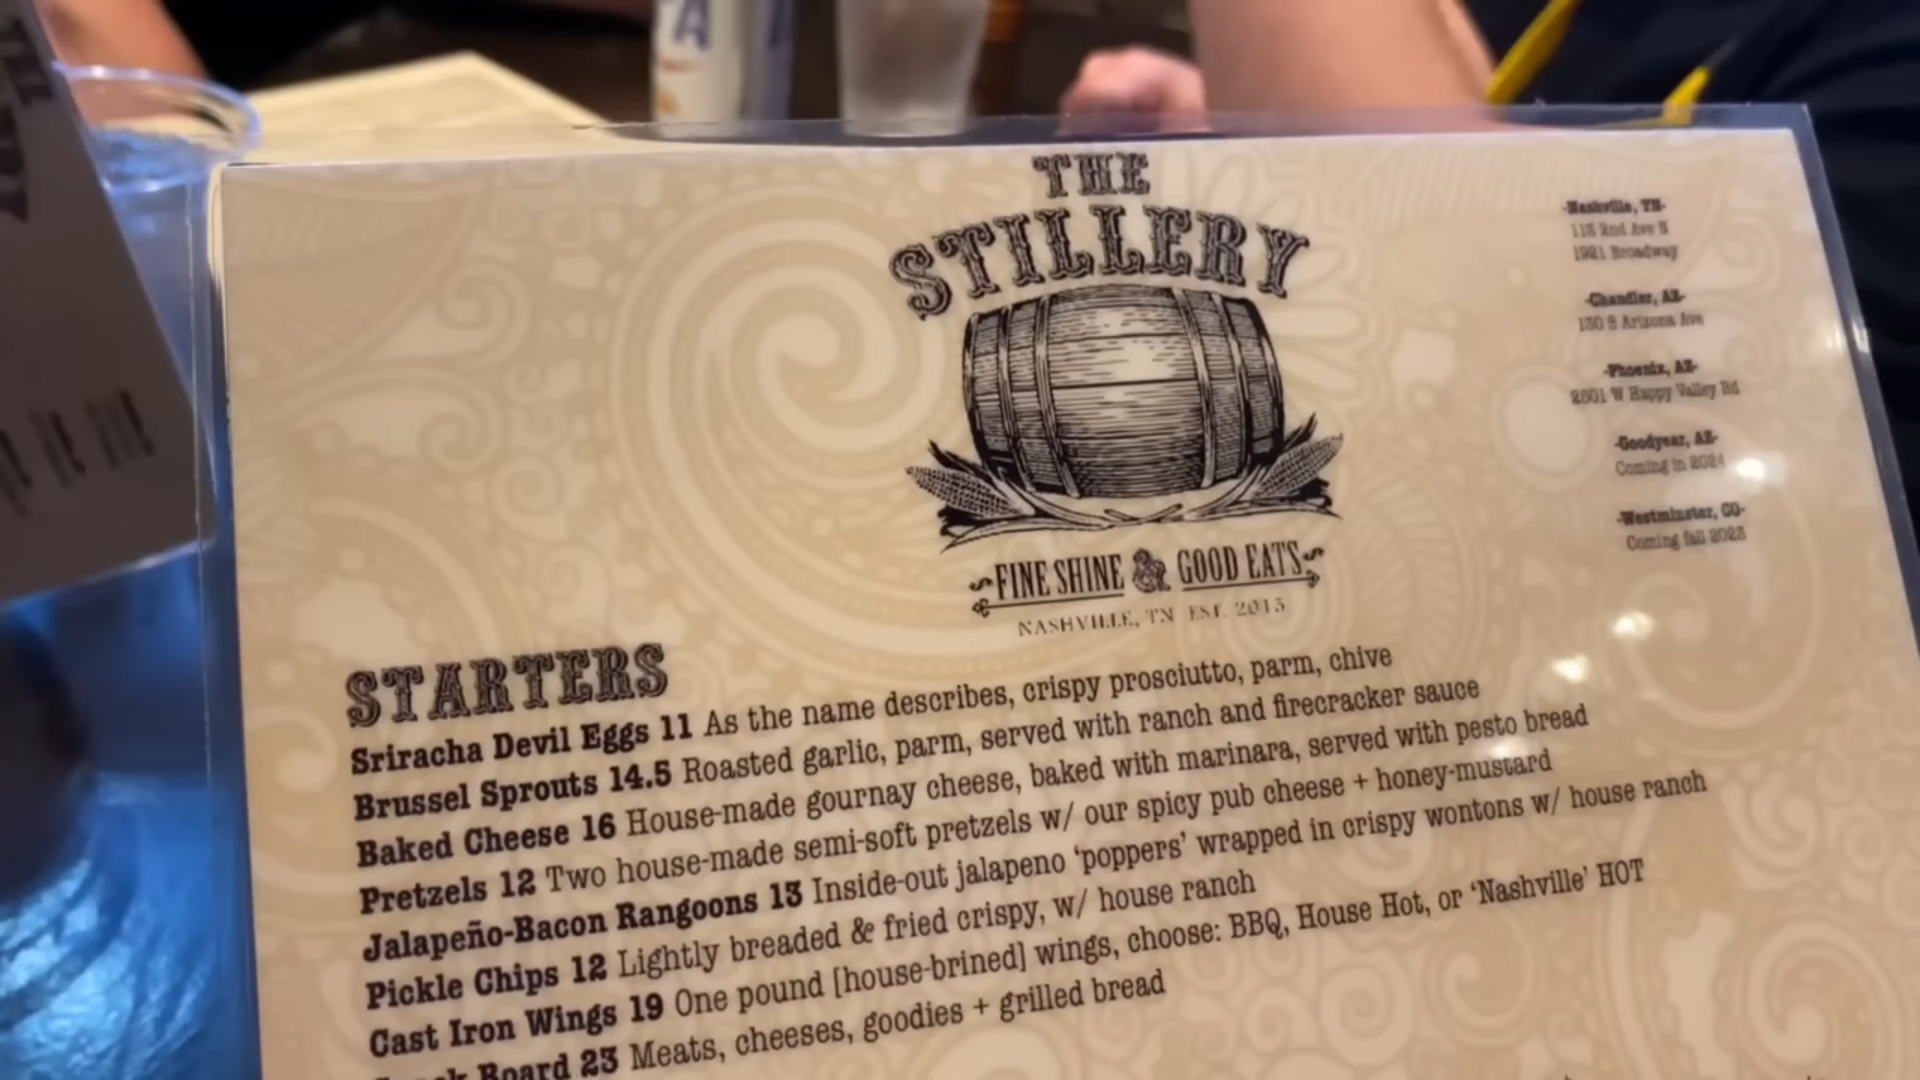 THE
STILLERY
FINE SHINE & GOOD EATS
NASHVILLE, TN EST. 2013
-Nashville, TN-
113 2nd Ave N
1921 Broadway
-Chandler, AZ-
130 S Arizona Ave
-Phoenix, AZ-
2501 W Happy Valley Rd
-Goodyear, AZ-
Coming in 2024
-Westminster, CO-
Coming fall 2023
STARTERS
Sriracha Devil Eggs 11 As the name describes, crispy prosciutto, parm, chive
Brussel Sprouts 14.5 Roasted garlic, parm, served with ranch and firecracker sauce
Baked Cheese 16 House-made gournay cheese, baked with marinara, served with pesto bread
Pretzels 12 Two house-made semi-soft pretzels w/ our spicy pub cheese + honey-mustard
Jalapeño-Bacon Rangoons 13 Inside-out jalapeno 'poppers' wrapped in crispy wontons w/ house ranch
Pickle Chips 12 Lightly breaded & fried crispy, w/ house ranch
Cast Iron Wings 19 One pound [house-brined] wings, choose: BBQ, House Hot, or 'Nashville' HOT
Board 23 Meats, cheeses, goodies + grilled bread